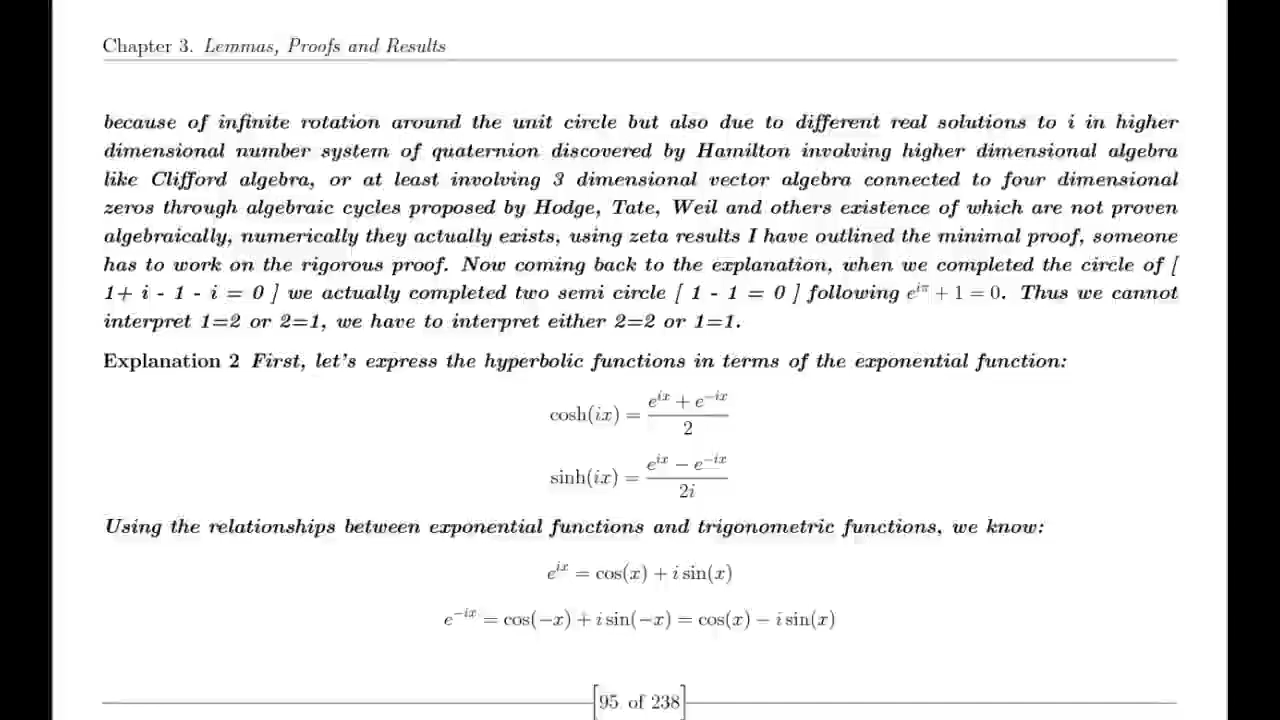 Chapter 3. Lemmas, Proofs and Results
because of infinite rotation around the unit circle but also due to different real solutions to i in higher
dimensional number system of quaternion discovered by Hamilton involving higher dimensional algebra
like Clifford algebra, or at least involving 3 dimensional vector algebra connected to four dimensional
zeros through algebraic cycles proposed by Hodge, Tate, Weil and others existence of which are not proven
algebraically, numerically they actually exists, using zeta results I have outlined the minimal proof, someone
has to work on the rigorous proof. Now coming back to the explanation, when we completed the circle of [
1+ i - 1 - i = 0 ] we actually completed two semi circle [ 1 - 1 = 0 ] following e^{iπ} + 1 = 0. Thus we cannot
interpret 1=2 or 2=1, we have to interpret either 2=2 or 1=1.
Explanation 2 First, let's express the hyperbolic functions in terms of the exponential function:
cosh(ix) = \frac{e^{ix} + e^{-ix}}{2}
sinh(ix) = \frac{e^{ix} − e^{-ix}}{2i}
Using the relationships between exponential functions and trigonometric functions, we know:
e^{ix} = cos(x) + i sin(x)
e^{-ix} = cos(−x) + i sin(−x) = cos(x) − i sin(x)
[95 of 238]